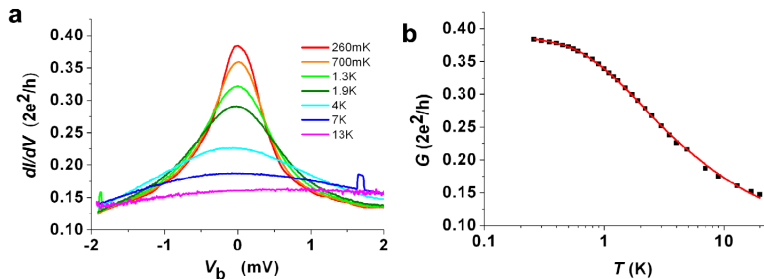 a
dI/dV (2e²/h)
0.40
0.35
0.30
0.25
0.20
0.15
0.10
-2
-1
0
1
2
V_b (mV)
260mK
700mK
1.3K
1.9K
4K
7K
13K
b
G (2e²/h)
0.40
0.35
0.30
0.25
0.20
0.15
0.10
0.1
1
10
T (K)